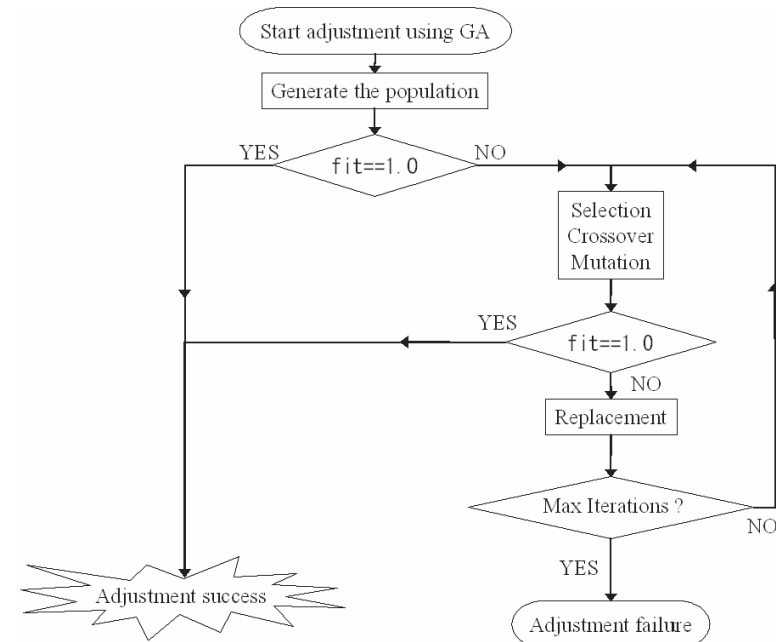 Start adjustment using GA
Generate the population
YES
fit==1.0
NO
Selection
Crossover
Mutation
YES
fit==1.0
NO
Replacement
Max Iterations ?
NO
YES
Adjustment success
Adjustment failure